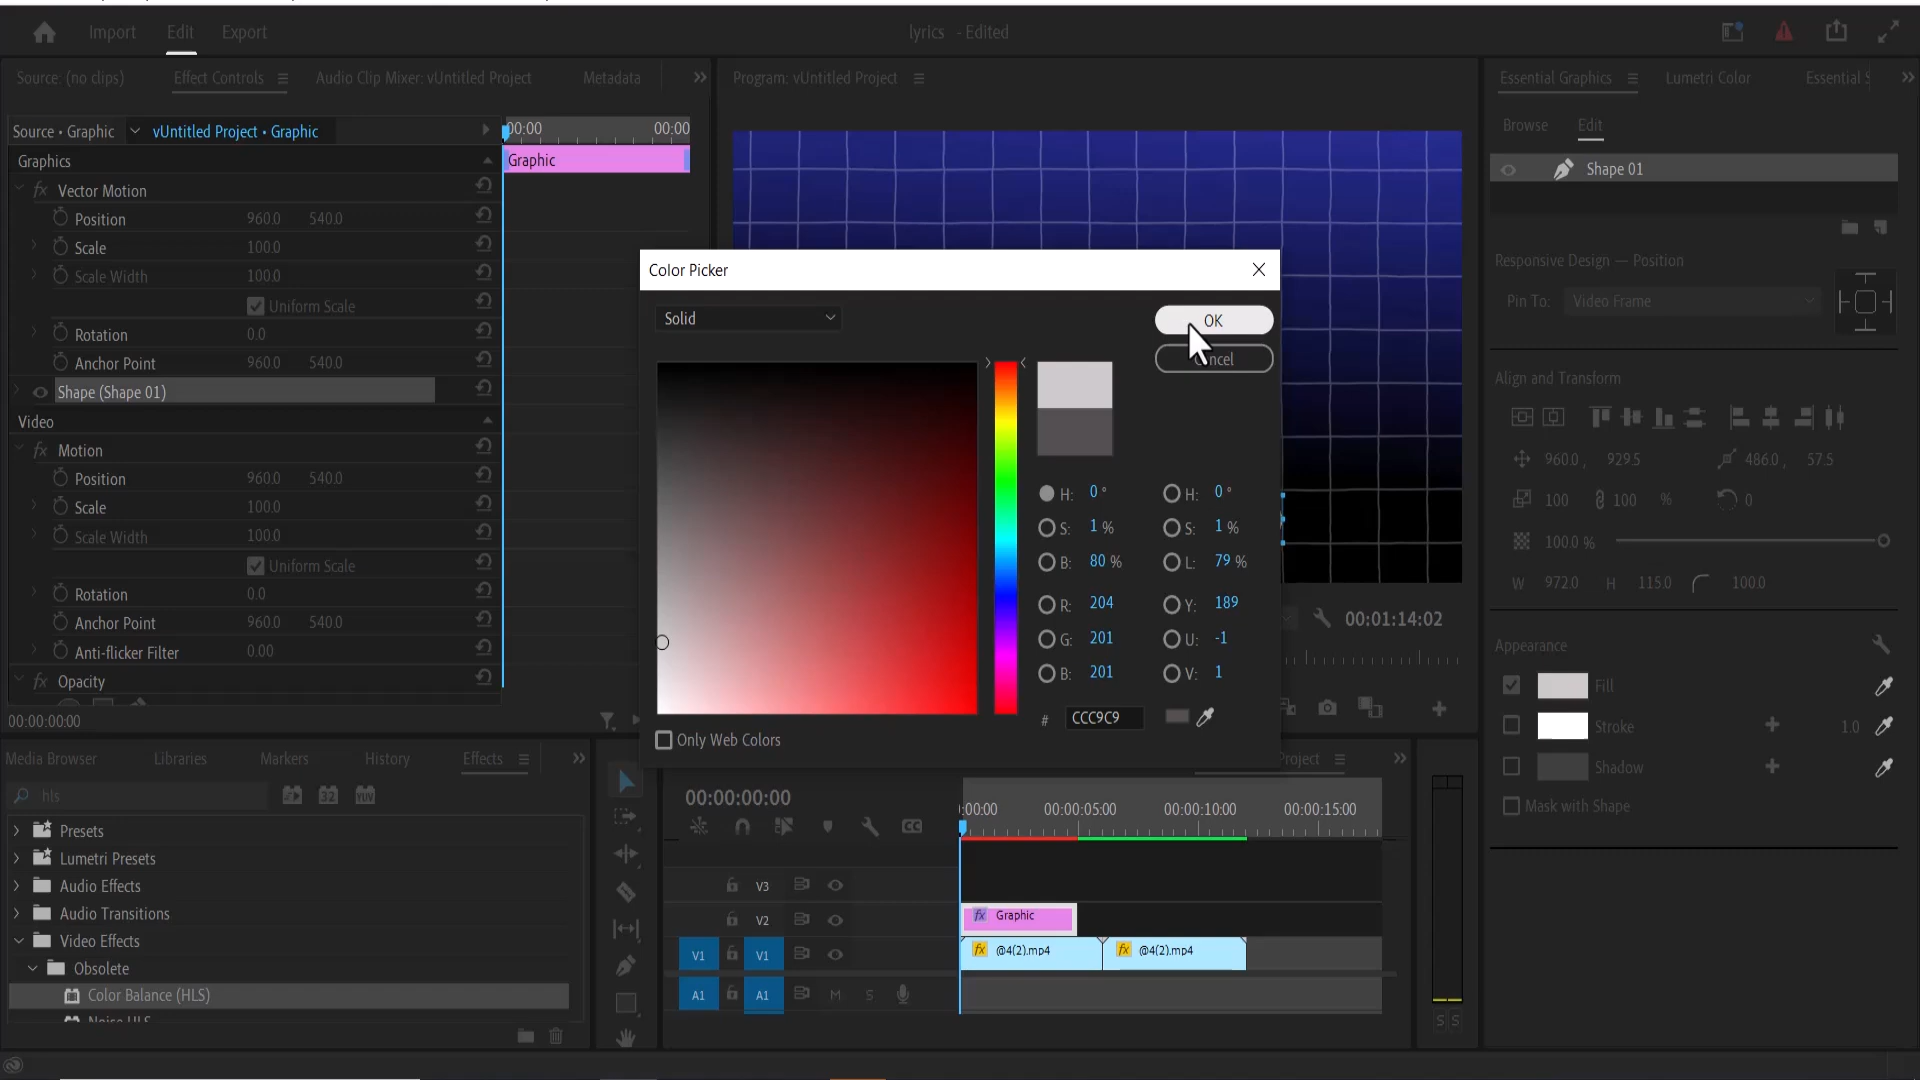 Import Edit Export lyrics - Edited
Source: (no clips) Effect Controls Audio Clip Mixer: vUntitled Project Metadata
Program: vUntitled Project
Essential Graphics Lumetri Color Essential S
Source • Graphic vUntitled Project • Graphic 00:00 00:00
Browse Edit
Graphics
Graphic
Shape 01
Vector Motion
Position 960.0 540.0
Scale 100.0
Scale Width 100.0
Uniform Scale
Rotation 0.0
Anchor Point 960.0 540.0
Shape (Shape 01)
Video
Motion
Position 960.0 540.0
Scale 100.0
Scale Width 100.0
Uniform Scale
Rotation 0.0
Anchor Point 960.0 540.0
Anti-flicker Filter 0.00
Opacity
00:00:00:00
Color Picker
Solid
OK
ncel
H: 0 ° H: 0 °
S: 1 % S: 1 %
B: 80 % L: 79 %
R: 204 Y: 189
G: 201 U: -1
B: 201 V: 1
# CCC9C9
Only Web Colors
00:01:14:02
Responsive Design — Position
Pin To: Video Frame
Align and Transform
960.0 , 929.5 486.0 , 57.5
100 100 % 0
100.0 %
W 972.0 H 115.0 100.0
Appearance
Fill
Stroke 1.0
Shadow
Mask with Shape
Media Browser Libraries Markers History Effects
hls 32 YUV
Presets
Lumetri Presets
Audio Effects
Audio Transitions
Video Effects
Obsolete
Color Balance (HLS)
Noise HLS
Project
00:00:00:00
:00:00 00:00:05:00 00:00:10:00 00:00:15:00
CC
V3
V2 fx Graphic
V1 V1 fx @4(2).mp4 fx @4(2).mp4
A1 A1 M S
S S